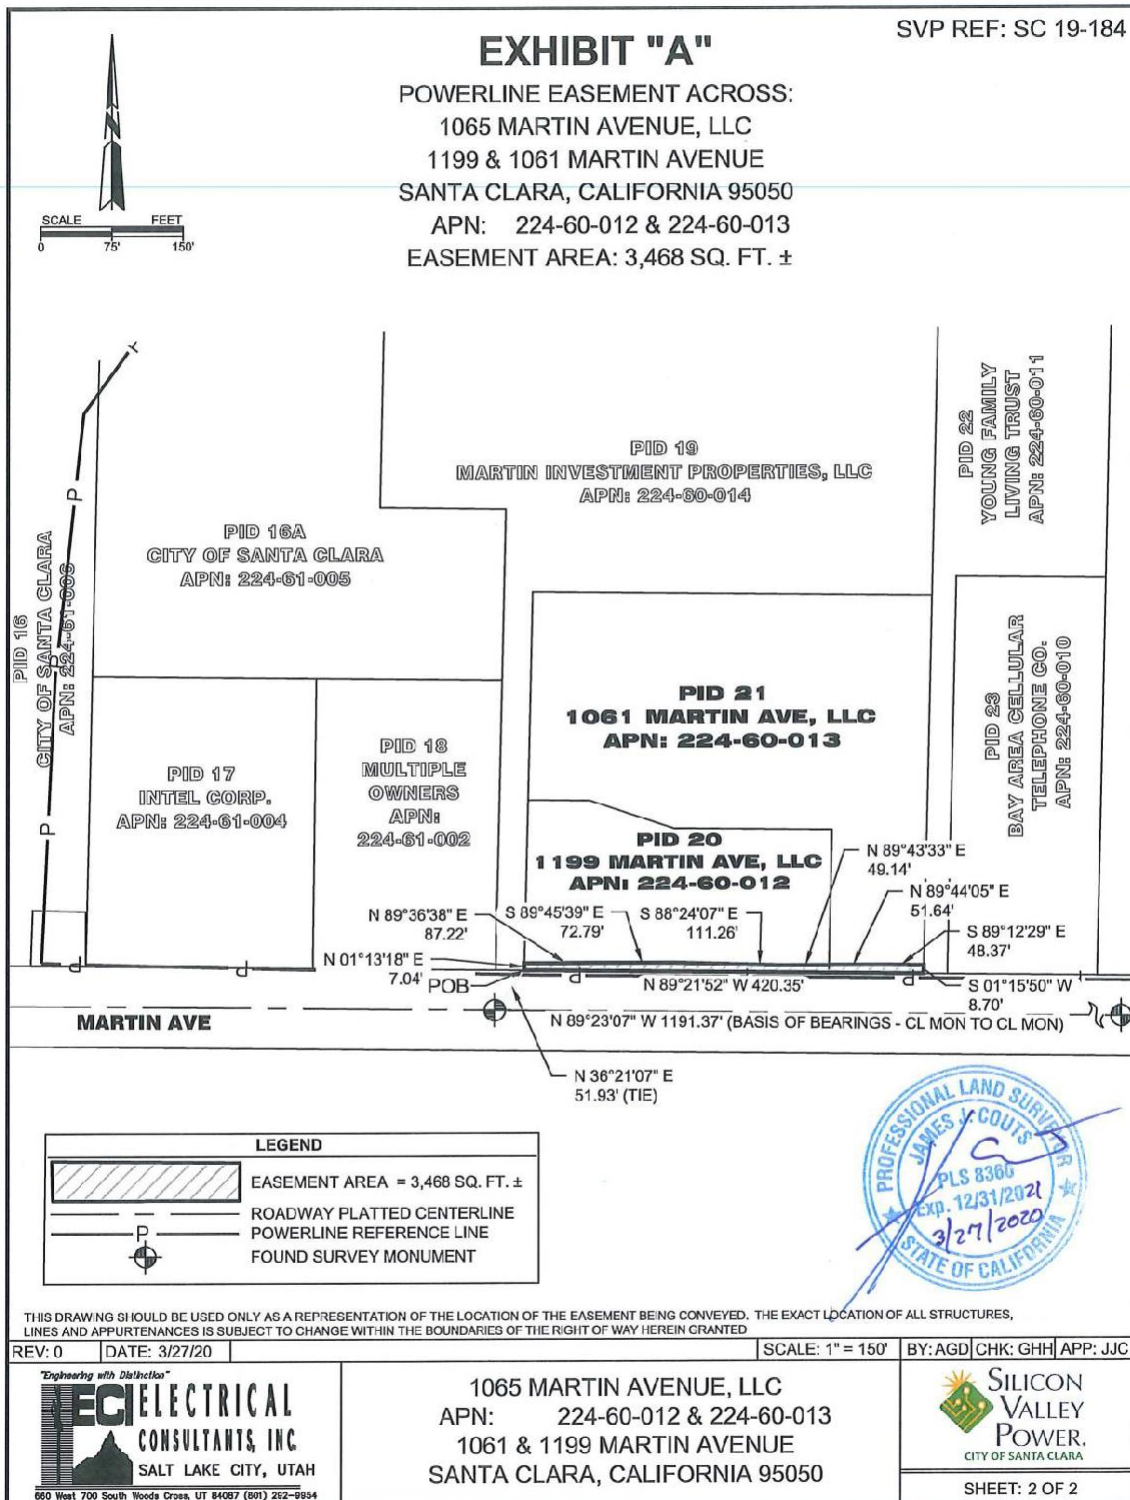 SVP REF: SC 19-184
EXHIBIT "A"
POWERLINE EASEMENT ACROSS:
1065 MARTIN AVENUE, LLC
1199 & 1061 MARTIN AVENUE
SANTA CLARA, CALIFORNIA 95050
APN: 224-60-012 & 224-60-013
EASEMENT AREA: 3,468 SQ. FT. ±
N
SCALE FEET
0 75' 150'
PID 16
CITY OF SANTA CLARA
APN: 224-61-006
P
P
P
PID 16A
CITY OF SANTA CLARA
APN: 224-61-005
PID 19
MARTIN INVESTMENT PROPERTIES, LLC
APN: 224-60-014
PID 22
YOUNG FAMILY
LIVING TRUST
APN: 224-60-011
PID 17
INTEL CORP.
APN: 224-61-004
PID 18
MULTIPLE
OWNERS
APN:
224-61-002
PID 21
1061 MARTIN AVE, LLC
APN: 224-60-013
PID 23
BAY AREA CELLULAR
TELEPHONE CO.
APN: 224-60-010
PID 20
1199 MARTIN AVE, LLC
APN: 224-60-012
N 89°43'33" E
49.14'
N 89°44'05" E
51.64'
N 89°36'38" E
87.22'
S 89°45'39" E
72.79'
S 88°24'07" E
111.26'
S 89°12'29" E
48.37'
N 01°13'18" E
7.04'
POB
N 89°21'52" W 420.35'
S 01°15'50" W
8.70'
P
P
P
P
MARTIN AVE
N 89°23'07" W 1191.37' (BASIS OF BEARINGS - CL MON TO CL MON)
N 36°21'07" E
51.93' (TIE)
LEGEND
EASEMENT AREA = 3,468 SQ. FT. ±
ROADWAY PLATTED CENTERLINE
P
POWERLINE REFERENCE LINE
FOUND SURVEY MONUMENT
PROFESSIONAL LAND SURVEYOR
JAMES J. COUTS
PLS 8360
Exp. 12/31/2021
3/27/2020
STATE OF CALIFORNIA
THIS DRAWING SHOULD BE USED ONLY AS A REPRESENTATION OF THE LOCATION OF THE EASEMENT BEING CONVEYED. THE EXACT LOCATION OF ALL STRUCTURES,
LINES AND APPURTENANCES IS SUBJECT TO CHANGE WITHIN THE BOUNDARIES OF THE RIGHT OF WAY HEREIN GRANTED
REV: 0 DATE: 3/27/20 SCALE: 1" = 150' BY: AGD CHK: GHH APP: JJC
"Engineering with Distinction"
ECI ELECTRICAL
CONSULTANTS, INC.
SALT LAKE CITY, UTAH
660 West 700 South Woods Cross, UT 84087 (801) 292-9954
1065 MARTIN AVENUE, LLC
APN: 224-60-012 & 224-60-013
1061 & 1199 MARTIN AVENUE
SANTA CLARA, CALIFORNIA 95050
SILICON
VALLEY
POWER.
CITY OF SANTA CLARA
SHEET: 2 OF 2